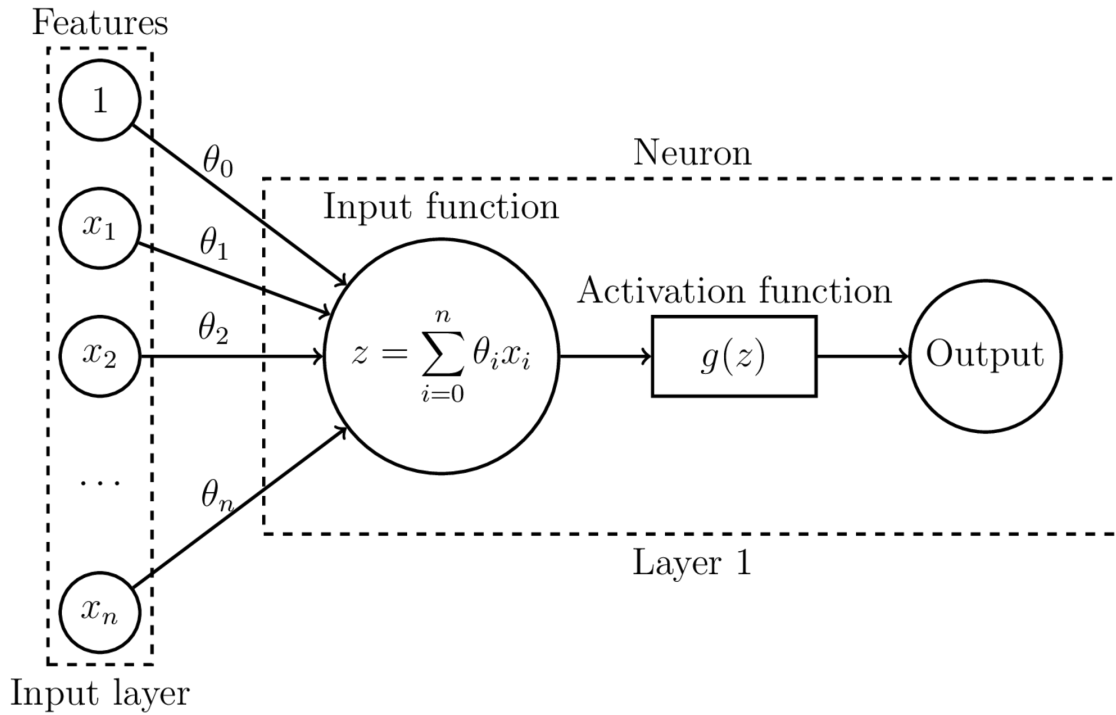 Features
1
x₁
x₂
...
xₙ
Input layer
θ₀
θ₁
θ₂
θₙ
Neuron
Input function
z = ∑ⁿᵢ₌₀ θᵢxᵢ
Activation function
g(z)
Output
Layer 1